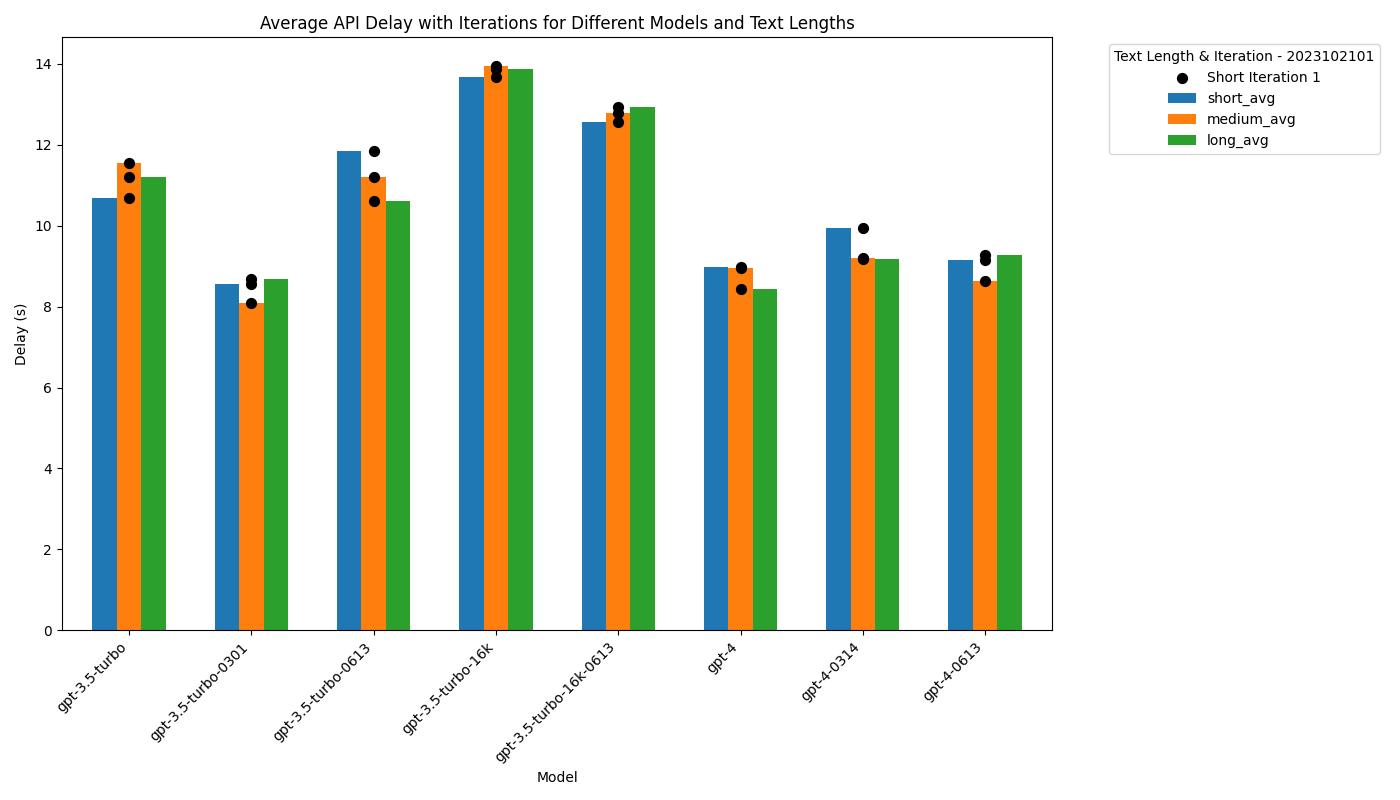 Average API Delay with Iterations for Different Models and Text Lengths
Text Length & Iteration - 2023102101
Short Iteration 1
short_avg
medium_avg
long_avg
Delay (s)
14
12
10
8
6
4
2
0
gpt-3.5-turbo
gpt-3.5-turbo-0301
gpt-3.5-turbo-0613
gpt-3.5-turbo-16k
gpt-3.5-turbo-16k-0613
gpt-4
gpt-4-0314
gpt-4-0613
Model